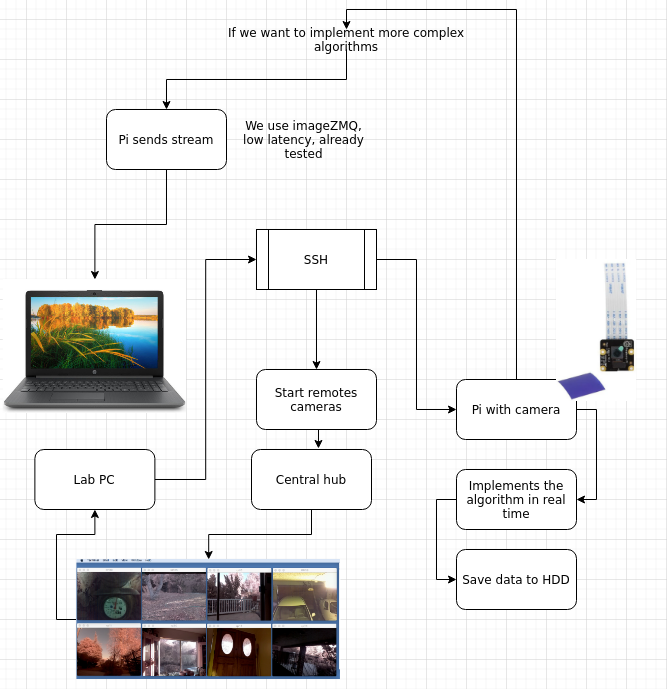 If we want to implement more complex
algorithms
Pi sends stream
We use imageZMQ,
low latency, already
tested
SSH
Start remotes
cameras
Pi with camera
Lab PC
Central hub
Implements the
algorithm in real
time
Save data to HDD